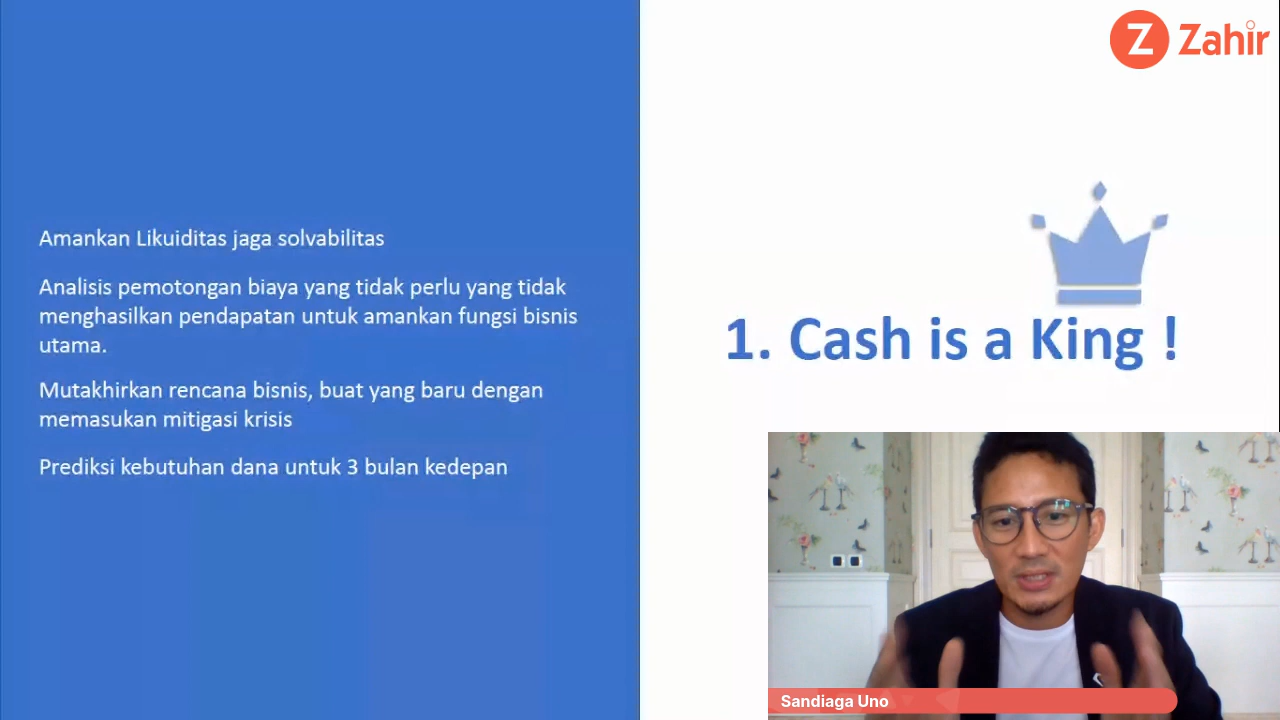 Amankan Likuiditas jaga solvabilitas
Analisis pemotongan biaya yang tidak perlu yang tidak
menghasilkan pendapatan untuk amankan fungsi bisnis
utama.
Mutakhirkan rencana bisnis, buat yang baru dengan
memasukan mitigasi krisis
Prediksi kebutuhan dana untuk 3 bulan kedepan
Z Zahir
1. Cash is a King !
Sandiaga Uno